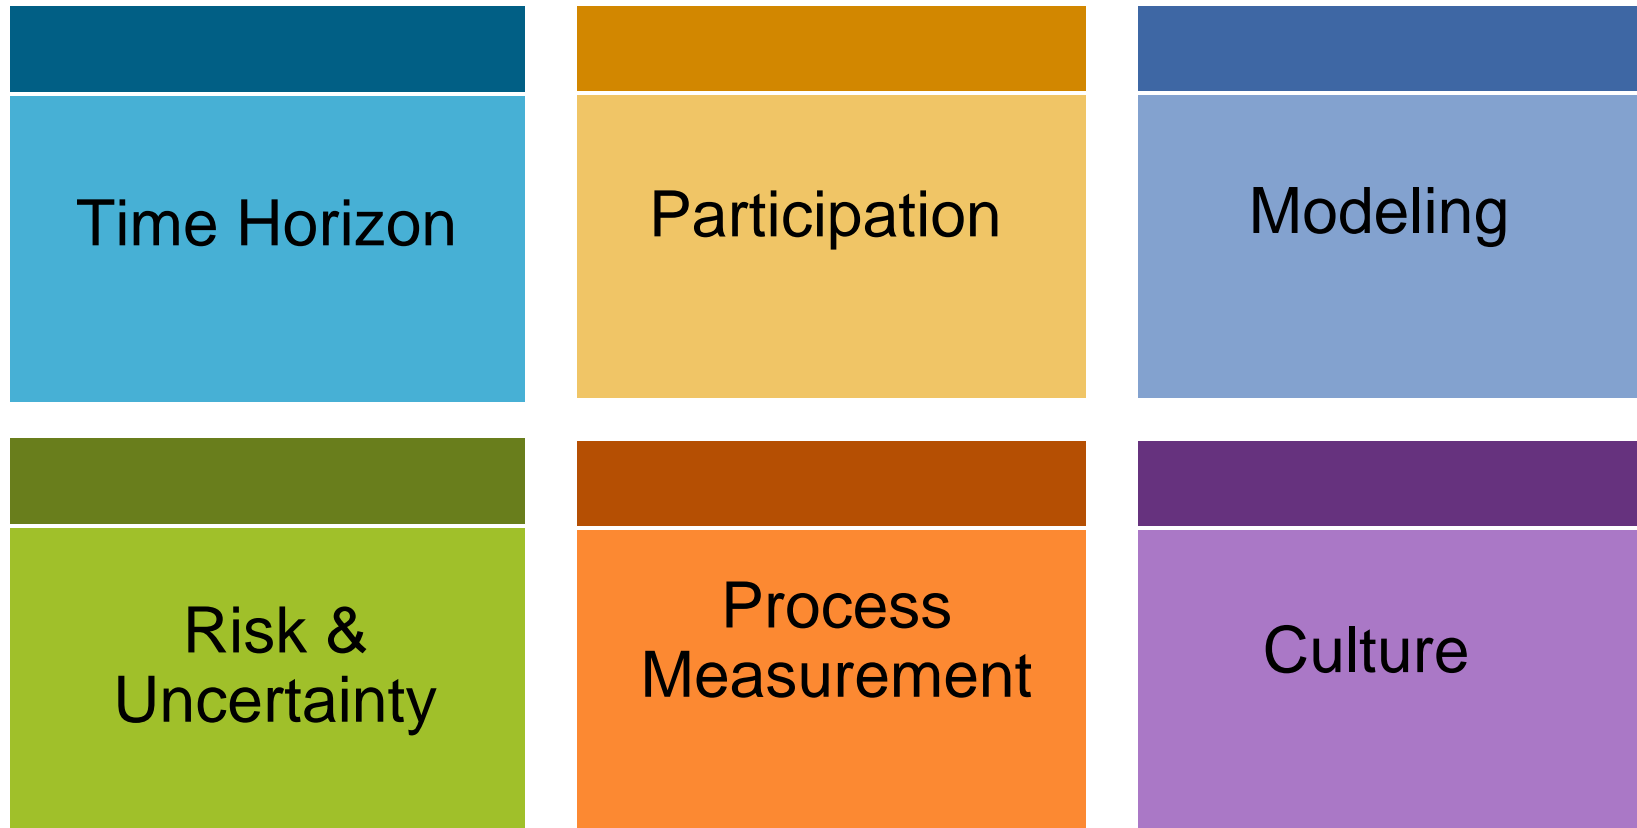 Time Horizon
Participation
Modeling
Risk &
Uncertainty
Process
Measurement
Culture